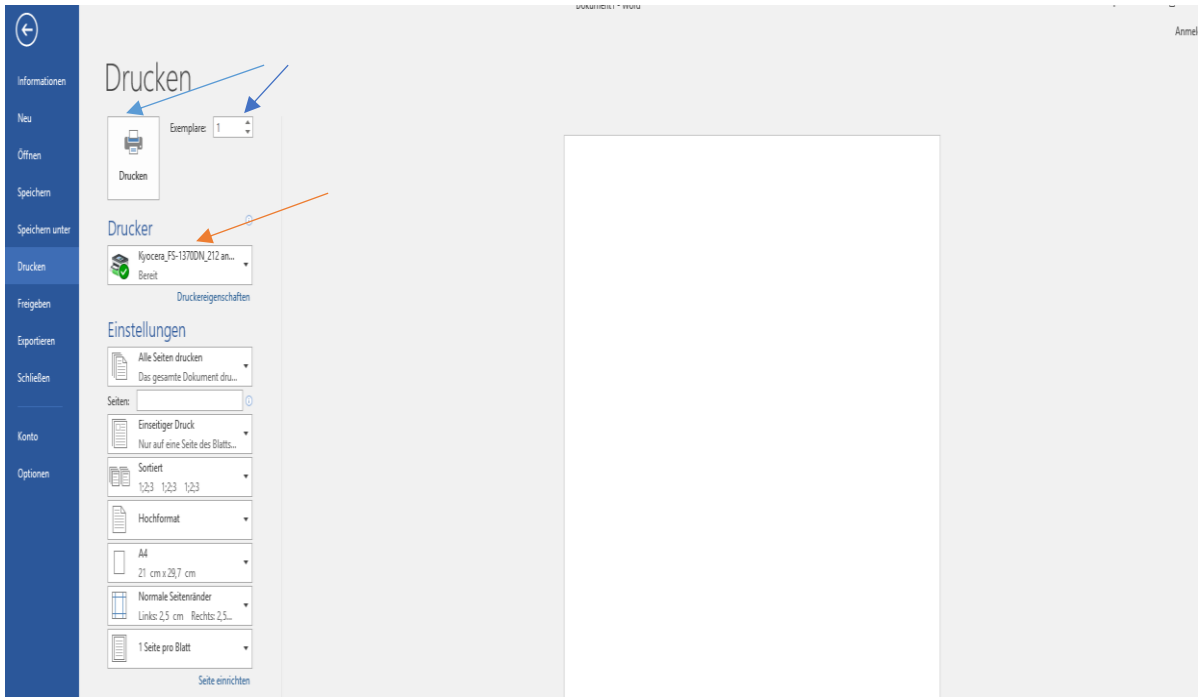 Dokument1 - Word
Anmel
Informationen
Neu
Öffnen
Speichern
Speichern unter
Drucken
Freigeben
Exportieren
Schließen
Konto
Optionen
Drucken
Exemplare: 1
Drucken
Drucker
Kyocera_FS-1370DN_212 an...
Bereit
Druckereigenschaften
Einstellungen
Alle Seiten drucken
Das gesamte Dokument dru...
Seiten:
Einseitiger Druck
Nur auf eine Seite des Blatts...
Sortiert
1;2;3 1;2;3 1;2;3
Hochformat
A4
21 cm x 29,7 cm
Normale Seitenränder
Links: 2,5 cm Rechts: 2,5...
1 Seite pro Blatt
Seite einrichten